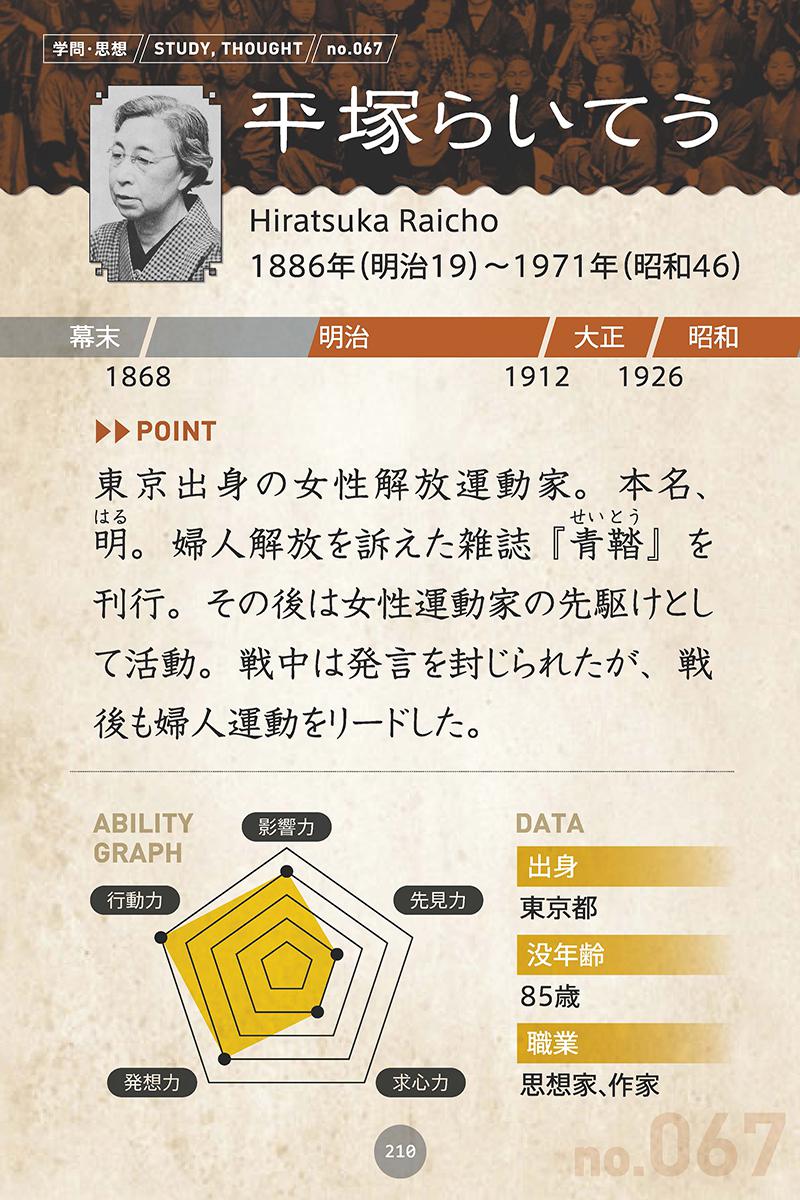 学問・思想 STUDY, THOUGHT no.067
平塚らいてう
Hiratsuka Raicho
1886年(明治19)〜1971年(昭和46)
幕末 明治 大正 昭和
1868 1912 1926
POINT
東京出身の女性解放運動家。本名、
はる せいとう
明。婦人解放を訴えた雑誌『青鞜』を
刊行。その後は女性運動家の先駆けとし
て活動。戦中は発言を封じられたが、戦
後も婦人運動をリードした。
ABILITY
GRAPH
影響力
行動力
先見力
発想力
求心力
DATA
出身
東京都
没年齢
85歳
職業
思想家、作家
210
no.067